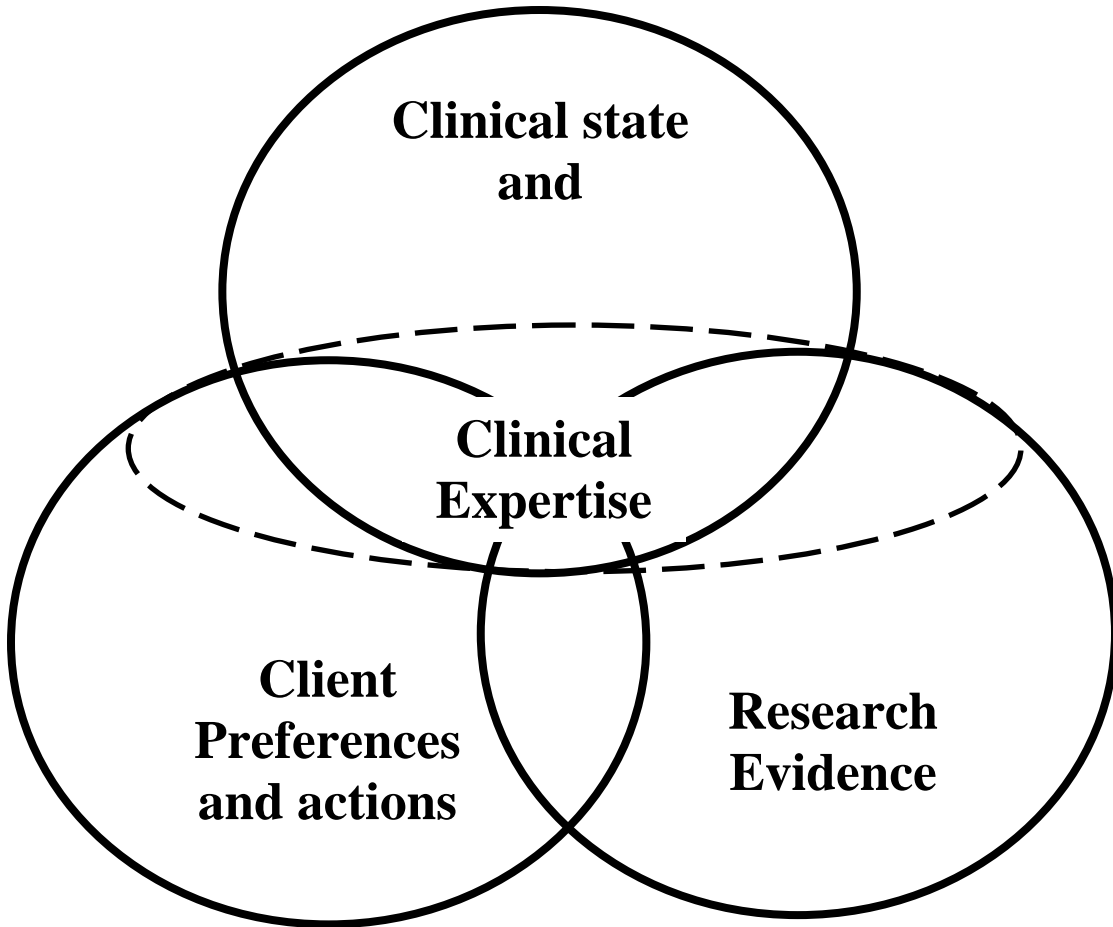 Clinical state
and
Clinical
Expertise
Client
Preferences
and actions
Research
Evidence